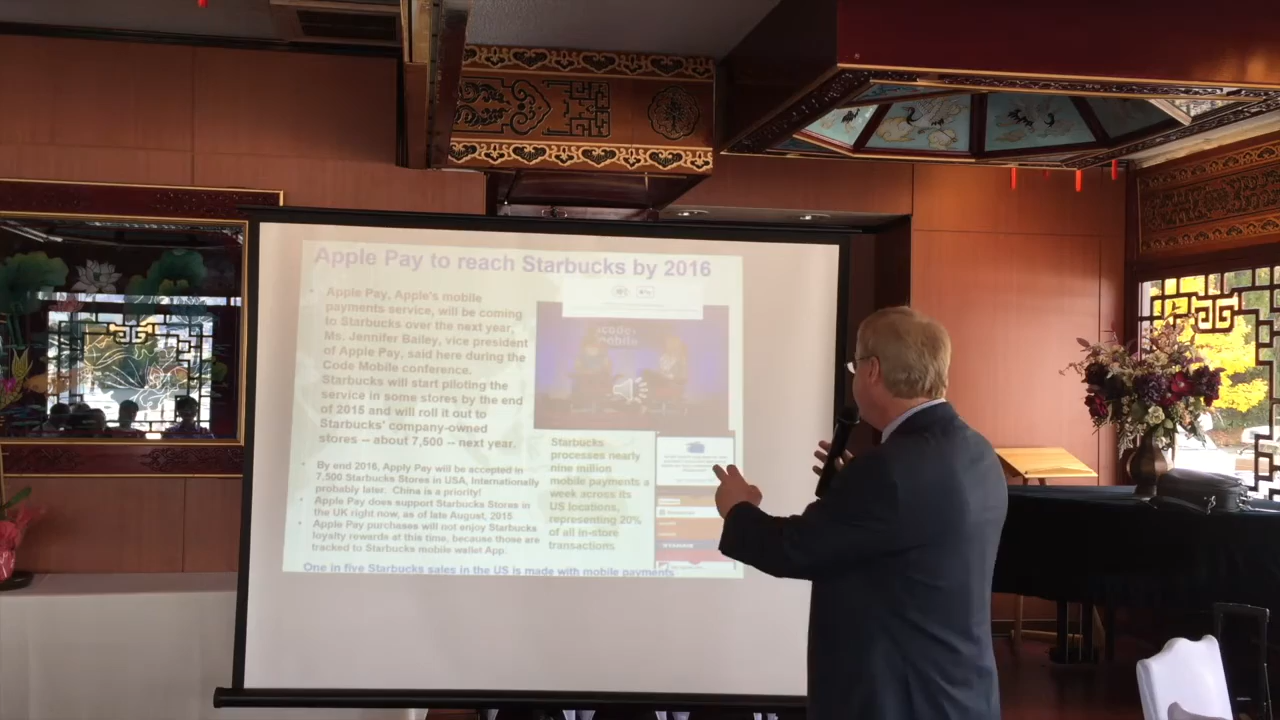 Apple Pay to reach Starbucks by 2016
• Apple Pay, Apple's mobile
payments service, will be coming
to Starbucks over the next year,
Ms. Jennifer Bailey, vice president
of Apple Pay, said here during the
Code Mobile conference.
Starbucks will start piloting the
service in some stores by the end
of 2015 and will roll it out to
Starbucks' company-owned
stores -- about 7,500 -- next year.
• By end 2016, Apply Pay will be accepted in
7,500 Starbucks Stores in USA, Internationally
probably later. China is a priority!
• Apple Pay does support Starbucks Stores in
the UK right now, as of late August, 2015
• Apple Pay purchases will not enjoy Starbucks
loyalty rewards at this time, because those are
tracked to Starbucks mobile wallet App.
code
mobile
Starbucks
processes nearly
nine million
mobile payments a
week across its
US locations,
representing 20%
of all in-store
transactions
One in five Starbucks sales in the US is made with mobile payments